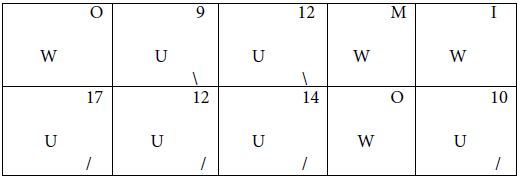 O 9 12 M I
W U U W W
\ \
17 12 14 O 10
U U U W U
/ / / /